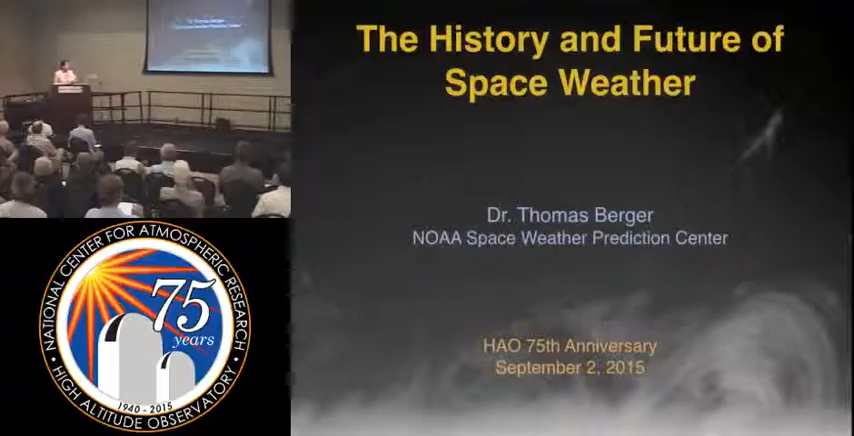 The History and Future of
Space Weather
Dr. Thomas Berger
NOAA Space Weather Prediction Center
HAO 75th Anniversary
September 2, 2015
NATIONAL CENTER FOR ATMOSPHERIC RESEARCH
75
years
1940 - 2015
HIGH ALTITUDE OBSERVATORY